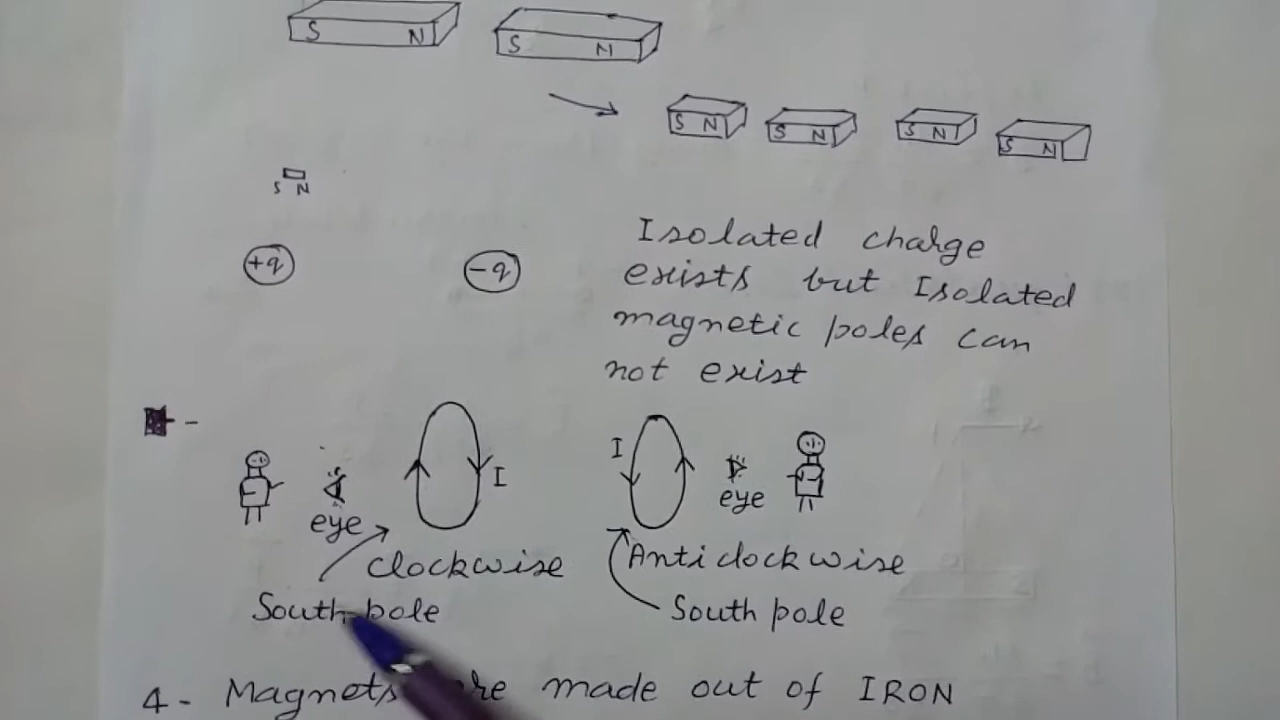 S N
S N
S N
S N
S N
S N
S N
+q
-q
Isolated charge
exists but Isolated
magnetic poles can
not exist
I
I
eye
eye
Clockwise
Anticlockwise
South pole
South pole
4 - Magnets are made out of IRON